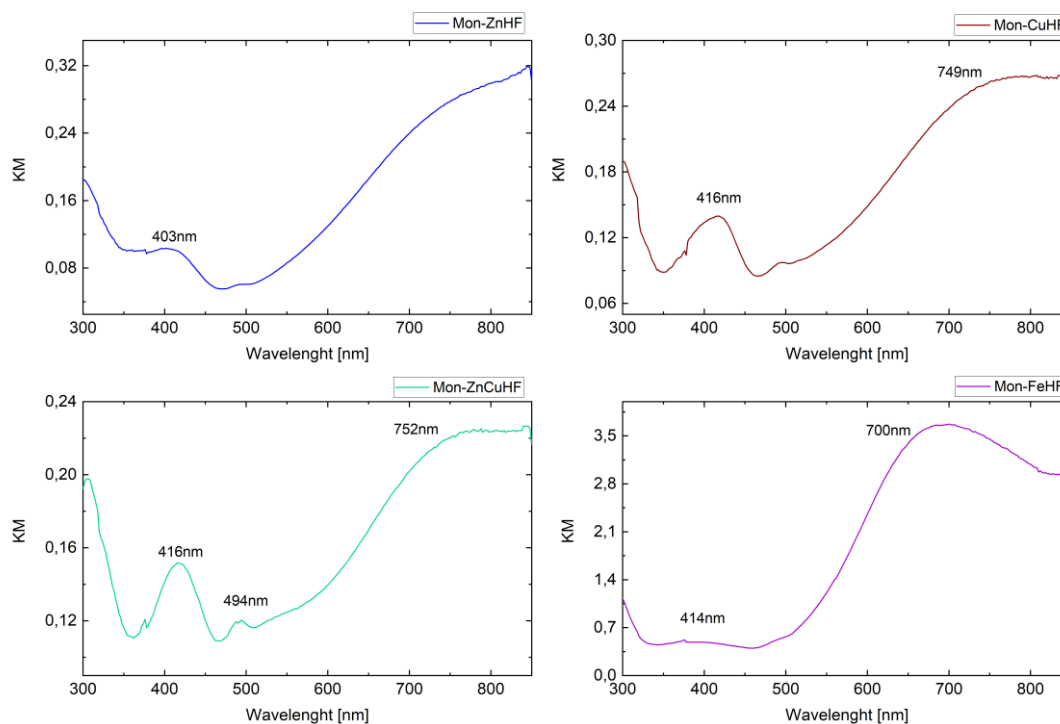 Mon-ZnHF
0,32
0,24
0,16
0,08
KM
403nm
300 400 500 600 700 800
Wavelenght [nm]
Mon-CuHF
0,30
0,24
0,18
0,12
0,06
KM
749nm
416nm
300 400 500 600 700 800
Wavelenght [nm]
Mon-ZnCuHF
0,24
0,20
0,16
0,12
KM
752nm
416nm
494nm
300 400 500 600 700 800
Wavelenght [nm]
Mon-FeHF
3,5
2,8
2,1
1,4
0,7
0,0
KM
700nm
414nm
300 400 500 600 700 800
Wavelenght [nm]